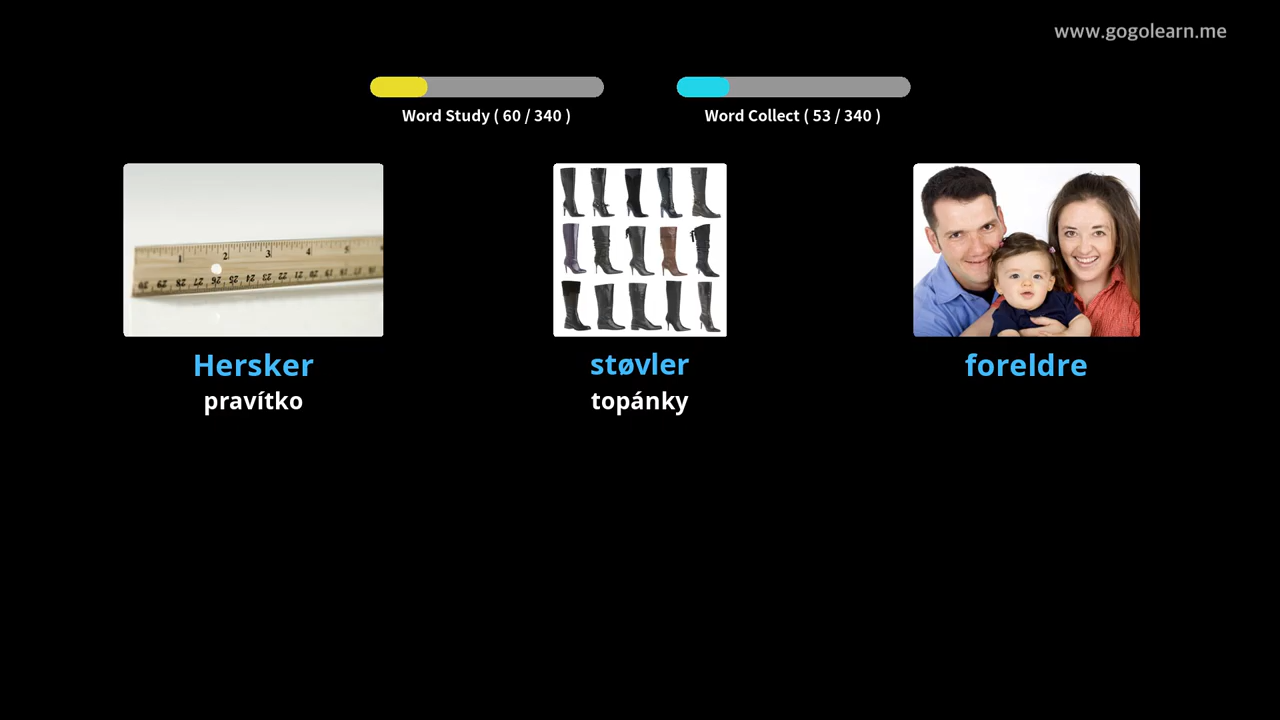 www.gogolearn.me
Word Study ( 60 / 340 )
Word Collect ( 53 / 340 )
Hersker
pravítko
støvler
topánky
foreldre